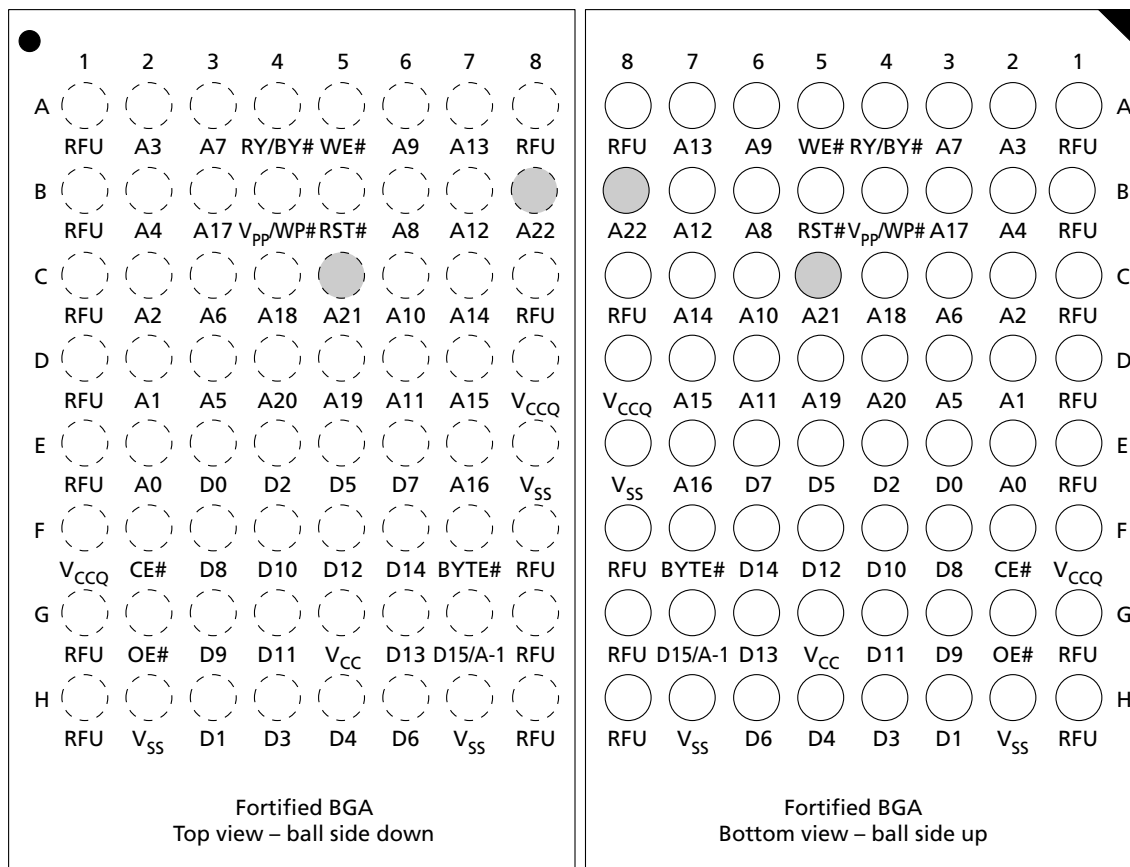 1 2 3 4 5 6 7 8
A
RFU A3 A7 RY/BY# WE# A9 A13 RFU
B
RFU A4 A17 VPP/WP# RST# A8 A12 A22
C
RFU A2 A6 A18 A21 A10 A14 RFU
D
RFU A1 A5 A20 A19 A11 A15 VCCQ
E
RFU A0 D0 D2 D5 D7 A16 VSS
F
VCCQ CE# D8 D10 D12 D14 BYTE# RFU
G
RFU OE# D9 D11 VCC D13 D15/A-1 RFU
H
RFU VSS D1 D3 D4 D6 VSS RFU
Fortified BGA
Top view – ball side down
8 7 6 5 4 3 2 1
A
RFU A13 A9 WE# RY/BY# A7 A3 RFU
B
A22 A12 A8 RST# VPP/WP# A17 A4 RFU
C
RFU A14 A10 A21 A18 A6 A2 RFU
D
VCCQ A15 A11 A19 A20 A5 A1 RFU
E
VSS A16 D7 D5 D2 D0 A0 RFU
F
RFU BYTE# D14 D12 D10 D8 CE# VCCQ
G
RFU D15/A-1 D13 VCC D11 D9 OE# RFU
H
RFU VSS D6 D4 D3 D1 VSS RFU
Fortified BGA
Bottom view – ball side up